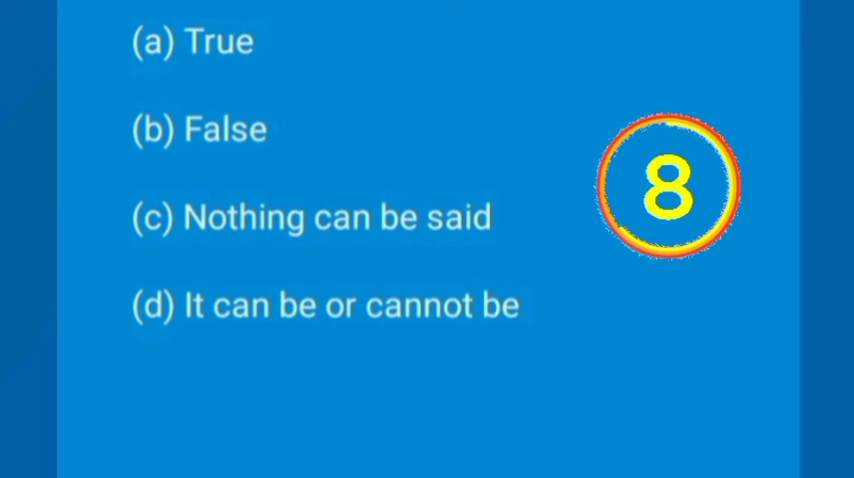 (a) True
(b) False
8
(c) Nothing can be said
(d) It can be or cannot be